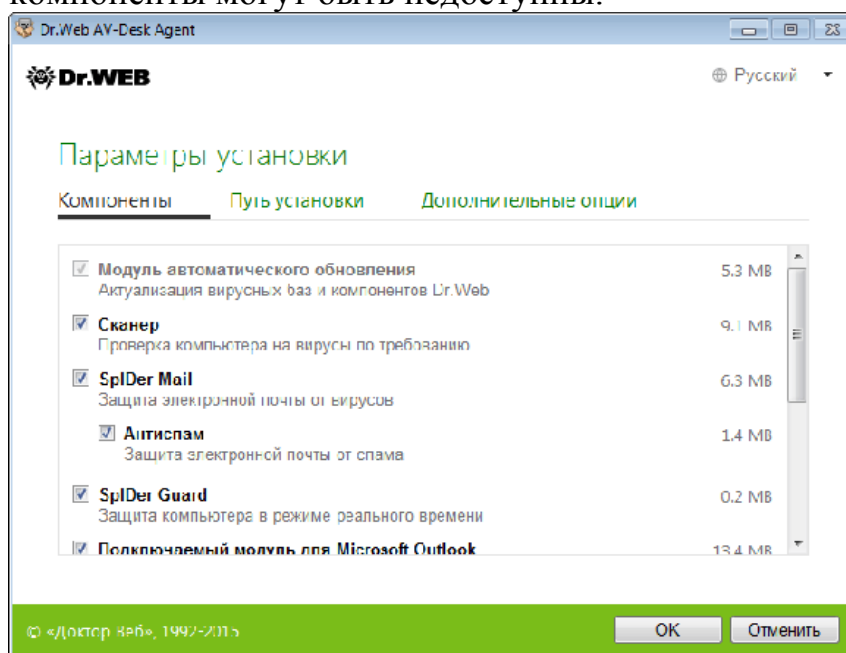 компоненты могут быть недоступны.
Dr.Web AV-Desk Agent
Dr.WEB
Русский
Параметры установки
Компоненты Путь установки Дополнительные опции
Модуль автоматического обновления 5.3 MB
Актуализация вирусных баз и компонентов Dr.Web
Сканер 9.1 MB
Проверка компьютера на вирусы по требованию
SpIDer Mail 6.3 MB
Защита электронной почты от вирусов
Антиспам 1.4 MB
Защита электронной почты от спама
SpIDer Guard 0.2 MB
Защита компьютера в режиме реального времени
Подключаемый модуль для Microsoft Outlook 13.4 MB
© «Доктор Веб», 1992-2015
OK Отменить